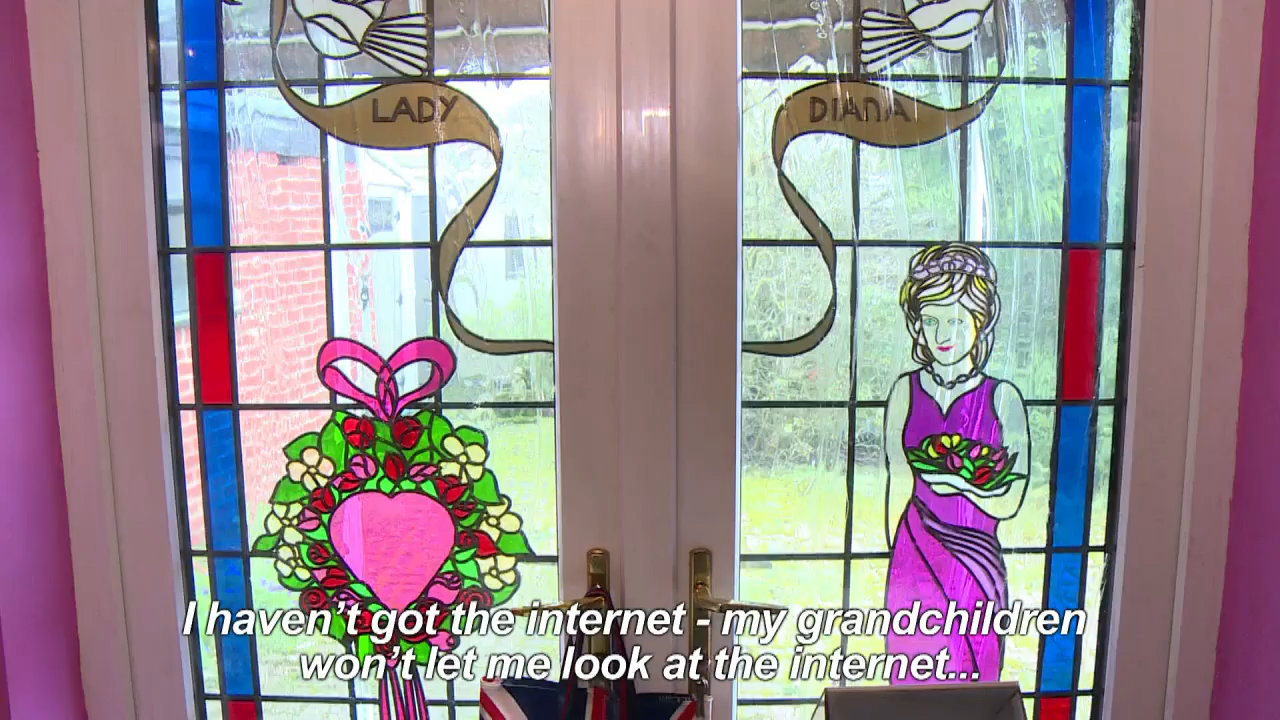 LADY DIANA
I haven't got the internet - my grandchildren
won't let me look at the internet...